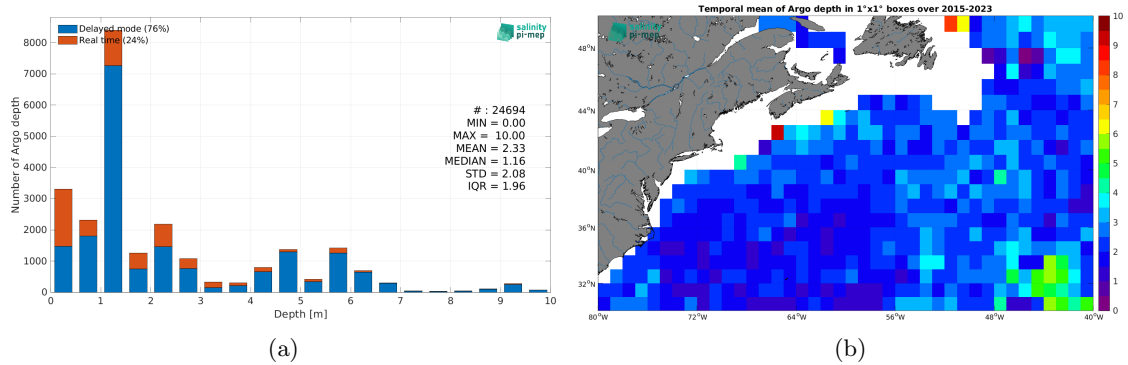 Delayed mode (76%)
Real time (24%)
salinity
pi-mep
8000
7000
6000
5000
4000
3000
2000
1000
0
Number of Argo depth
# : 24694
MIN = 0.00
MAX = 10.00
MEAN = 2.33
MEDIAN = 1.16
STD = 2.08
IQR = 1.96
0 1 2 3 4 5 6 7 8 9 10
Depth [m]
(a)
Temporal mean of Argo depth in 1°x1° boxes over 2015-2023
salinity
pi-mep
48°N
44°N
40°N
36°N
32°N
80°W 72°W 64°W 56°W 48°W 40°W
10
9
8
7
6
5
4
3
2
1
0
(b)